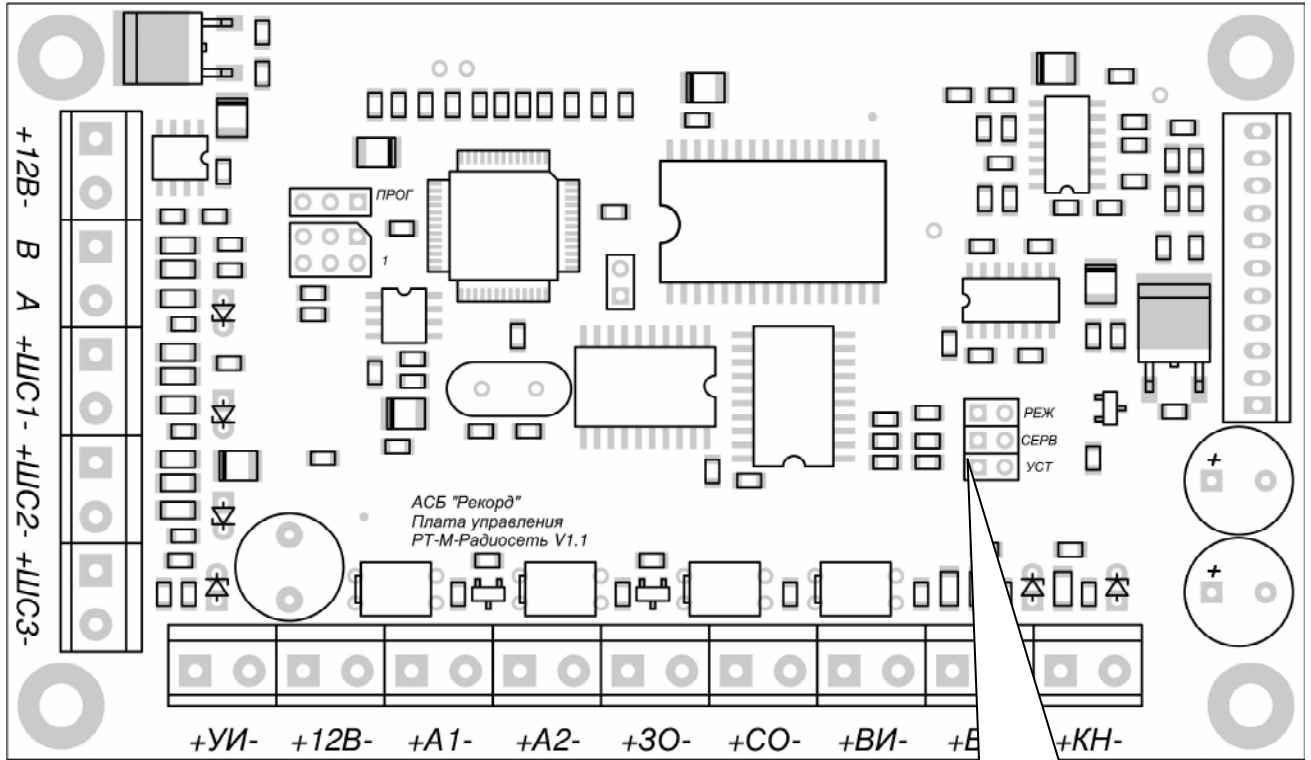 ПРОГ
1
+12В-
В
А
+ШС1-
+ШС2-
+ШС3-
РЕЖ
СЕРВ
УСТ
+
+
АСБ "Рекорд"
Плата управления
РТ-М-Радиосеть V1.1
+УИ- +12В- +А1- +А2- +ЗО- +СО- +ВИ- +В +КН-